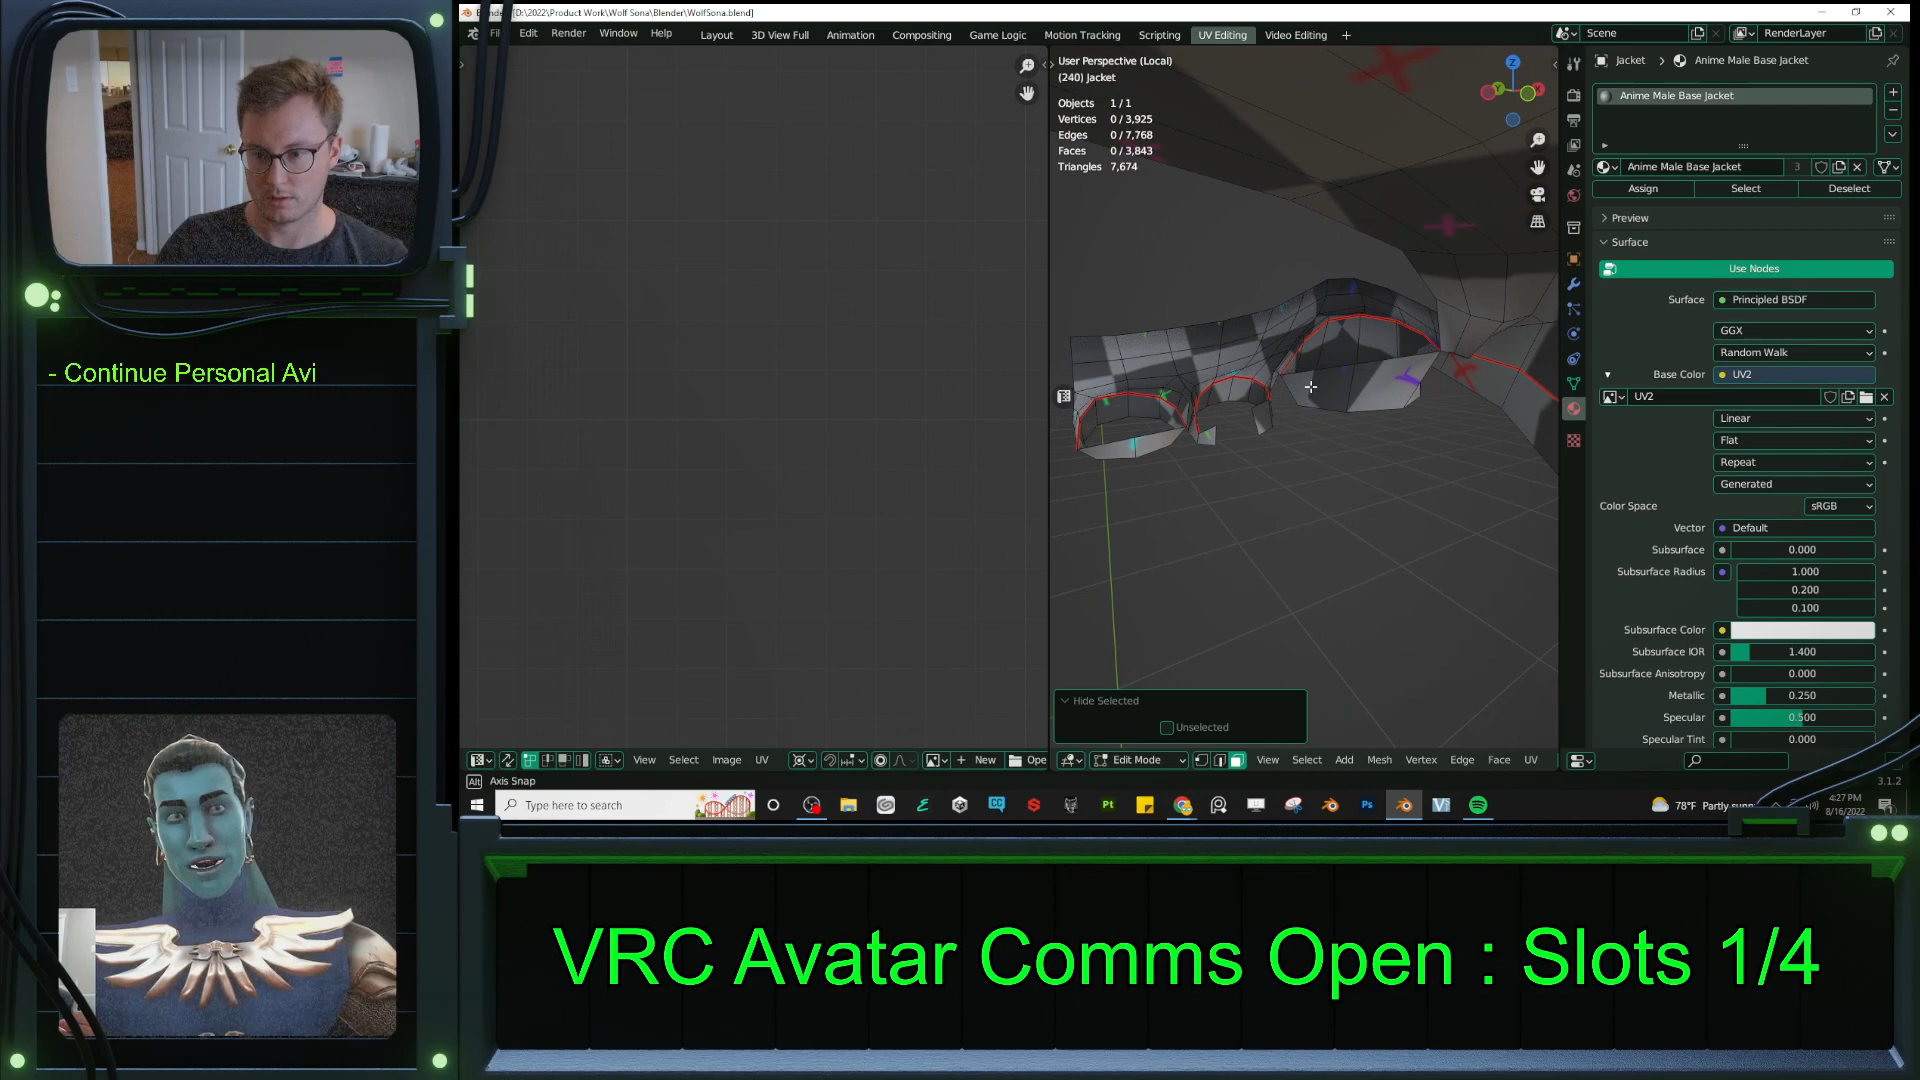 Blender [D:\2022\Product Work\Wolf Sona\Blender\WolfSona.blend]
Edit Render Window Help Layout 3D View Full Animation Compositing Game Logic Motion Tracking Scripting UV Editing Video Editing + Scene RenderLayer
User Perspective (Local)
(240) Jacket
Objects 1 / 1
Vertices 0 / 3,925
Edges 0 / 7,768
Faces 0 / 3,843
Triangles 7,674
Z
Jacket > Anime Male Base Jacket
Anime Male Base Jacket
Anime Male Base Jacket 3
Assign Select Deselect
Preview
Surface
Use Nodes
Surface Principled BSDF
GGX
Random Walk
Base Color UV2
UV2
Linear
Flat
Repeat
Generated
Color Space sRGB
Vector Default
Subsurface 0.000
Subsurface Radius 1.000
0.200
0.100
Subsurface Color
Subsurface IOR 1.400
Subsurface Anisotropy 0.000
Metallic 0.250
Specular 0.500
Specular Tint 0.000
- Continue Personal Avi
Hide Selected
Unselected
View Select Image UV New Ope
Edit Mode View Select Add Mesh Vertex Edge Face UV
Alt Axis Snap
3.1.2
Type here to search
78°F Partly sunn
4:27 PM
8/16/2022
VRC Avatar Comms Open : Slots 1/4